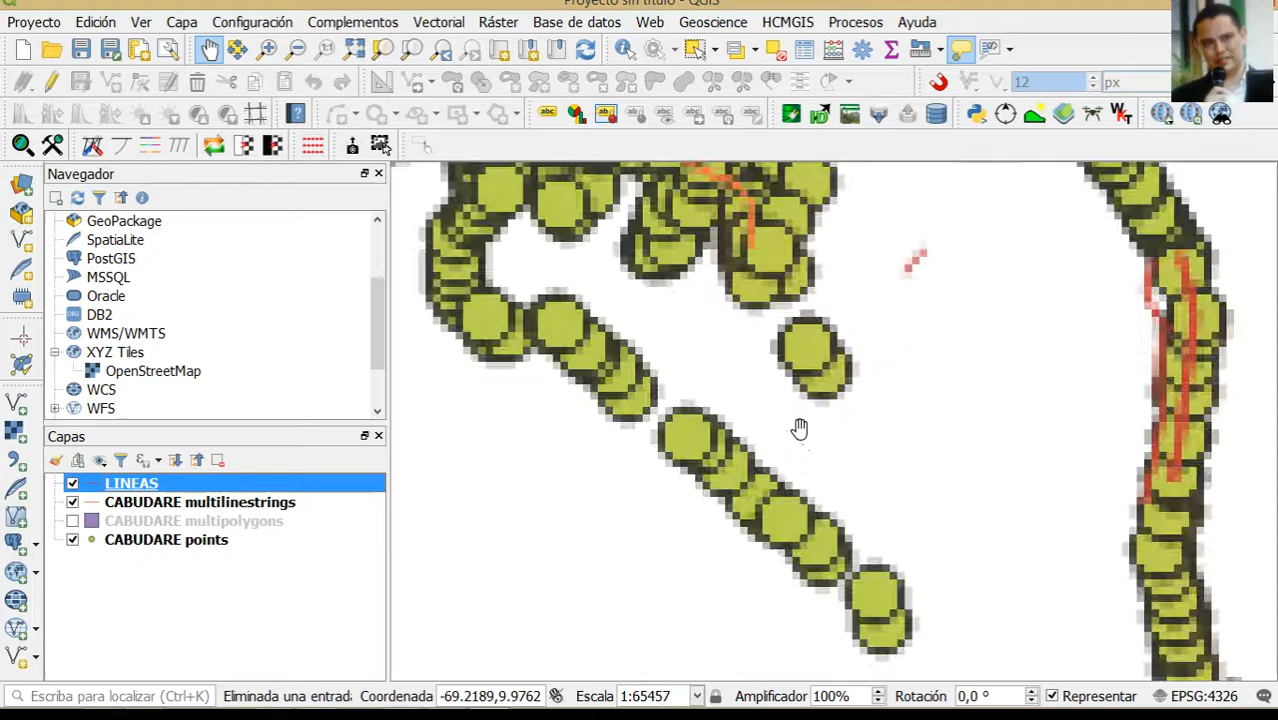 Proyecto sin título - QGIS
Proyecto Edición Ver Capa Configuración Complementos Vectorial Ráster Base de datos Web Geoscience HCMGIS Procesos Ayuda
12 px
abc
Navegador
GeoPackage
SpatiaLite
PostGIS
MSSQL
Oracle
DB2
WMS/WMTS
XYZ Tiles
OpenStreetMap
WCS
WFS
Capas
LINEAS
CABUDARE multilinestrings
CABUDARE multipolygons
CABUDARE points
Escriba para localizar (Ctrl+K) Eliminada una entrad Coordenada -69.2189,9.9762 Escala 1:65457 Amplificador 100% Rotación 0,0 ° Representar EPSG:4326